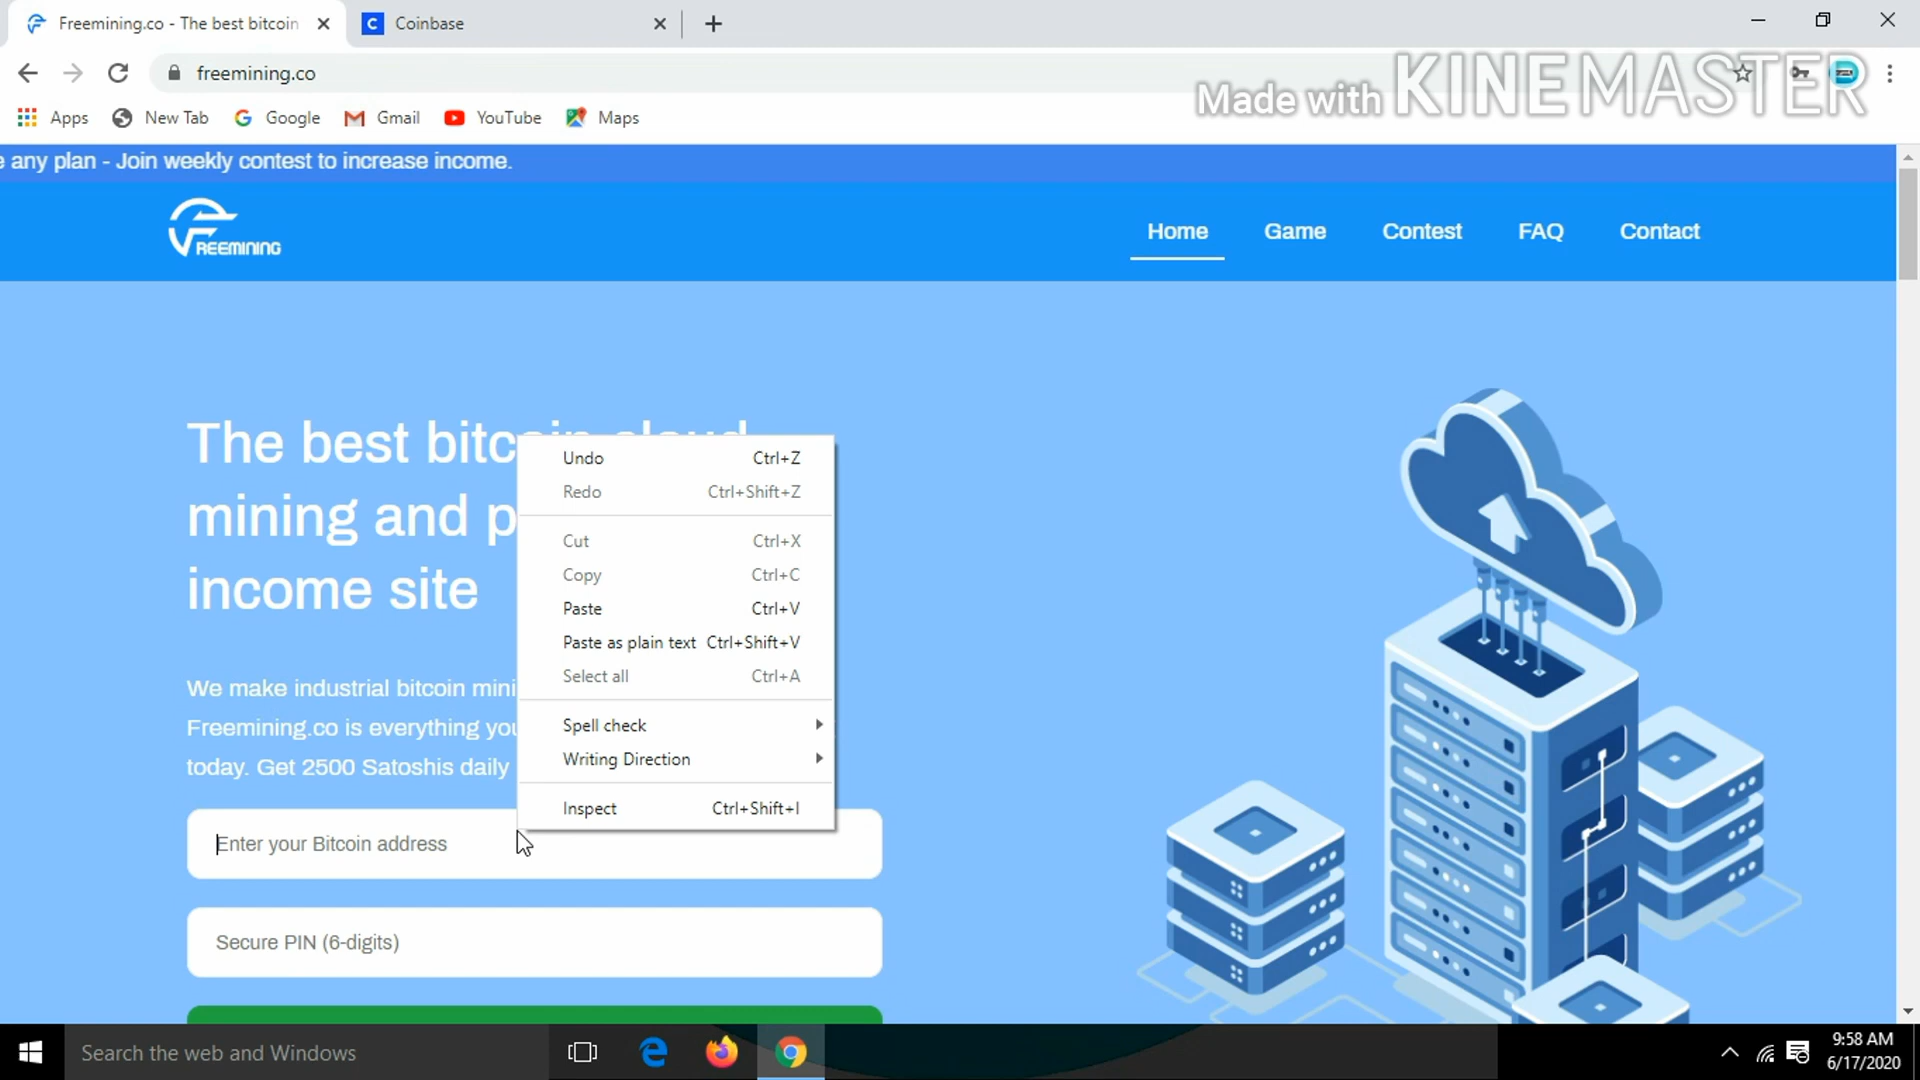 Freemining.co - The best bitcoin
Coinbase
freemining.co
Made with KINEMASTER
Apps
New Tab
Google
Gmail
YouTube
Maps
any plan - Join weekly contest to increase income.
FREEMINING
Home
Game
Contest
FAQ
Contact
The best bitc
mining and p
income site
We make industrial bitcoin mini
Freemining.co is everything you
today. Get 2500 Satoshis daily
Undo Ctrl+Z
Redo Ctrl+Shift+Z
Cut Ctrl+X
Copy Ctrl+C
Paste Ctrl+V
Paste as plain text Ctrl+Shift+V
Select all Ctrl+A
Spell check
Writing Direction
Inspect Ctrl+Shift+I
Enter your Bitcoin address
Secure PIN (6-digits)
Search the web and Windows
9:58 AM
6/17/2020